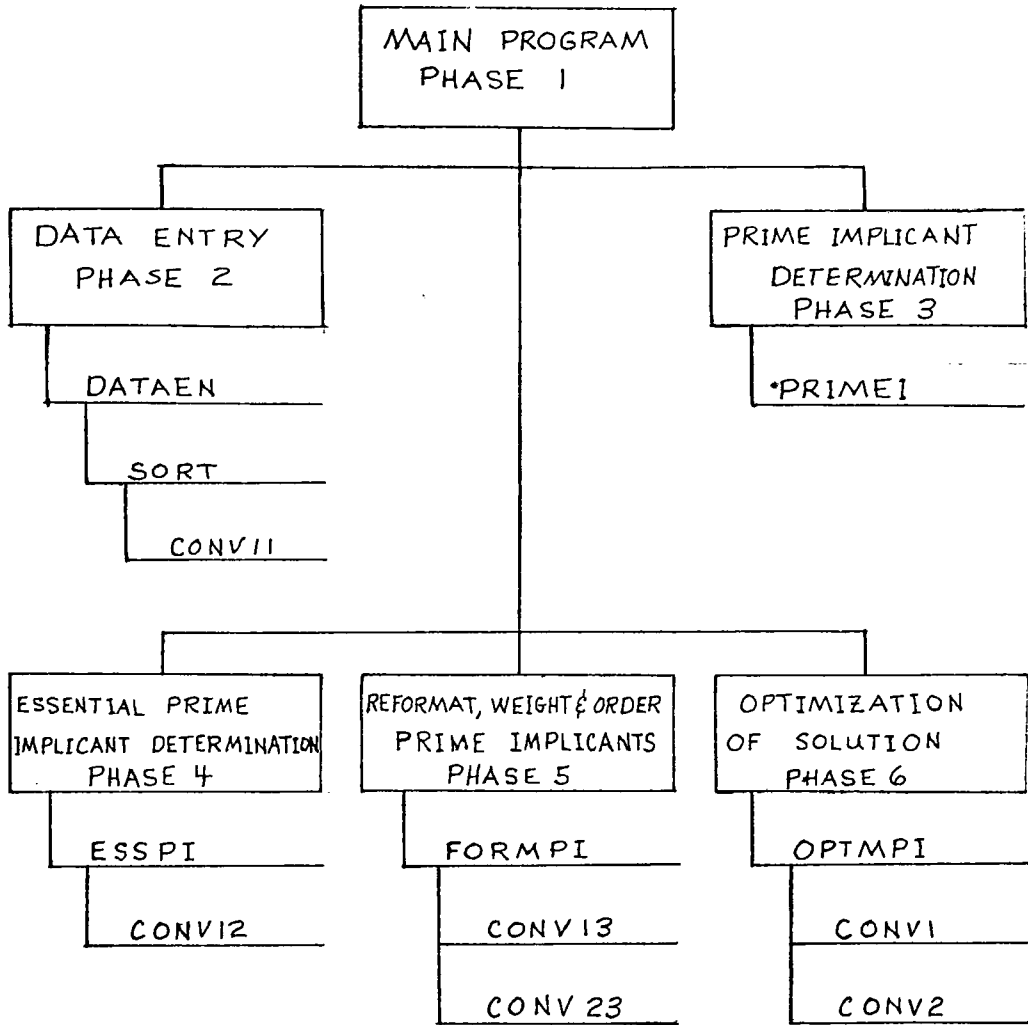 MAIN PROGRAM
PHASE 1
DATA ENTRY
PHASE 2
DATAEN
SORT
CONV11
PRIME IMPLICANT
DETERMINATION
PHASE 3
PRIMEI
ESSENTIAL PRIME
IMPLICANT DETERMINATION
PHASE 4
ESSPI
CONV12
REFORMAT, WEIGHT & ORDER
PRIME IMPLICANTS
PHASE 5
FORMPI
CONV13
CONV23
OPTIMIZATION
OF SOLUTION
PHASE 6
OPTMPI
CONV1
CONV2